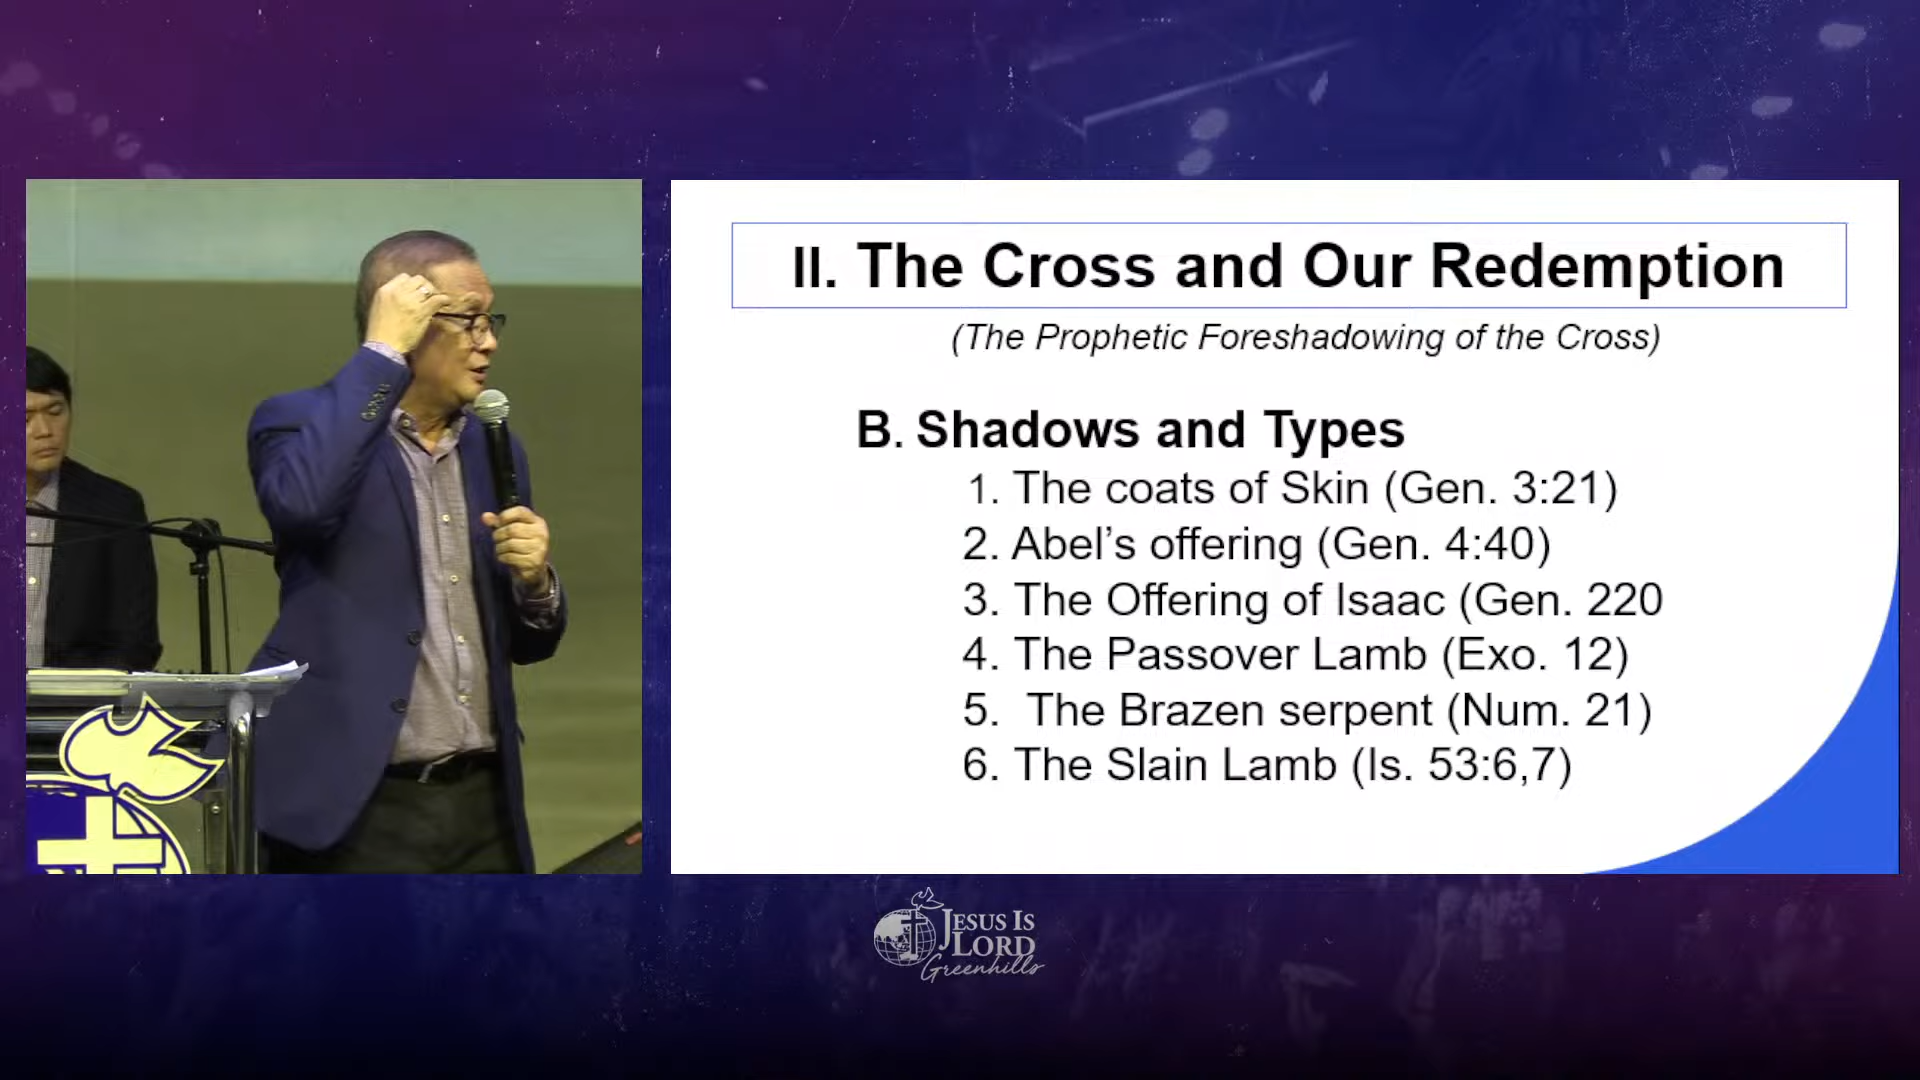 II. The Cross and Our Redemption
(The Prophetic Foreshadowing of the Cross)
B. Shadows and Types
1. The coats of Skin (Gen. 3:21)
2. Abel’s offering (Gen. 4:40)
3. The Offering of Isaac (Gen. 220
4. The Passover Lamb (Exo. 12)
5. The Brazen serpent (Num. 21)
6. The Slain Lamb (Is. 53:6,7)
JESUS IS
LORD
Greenhills